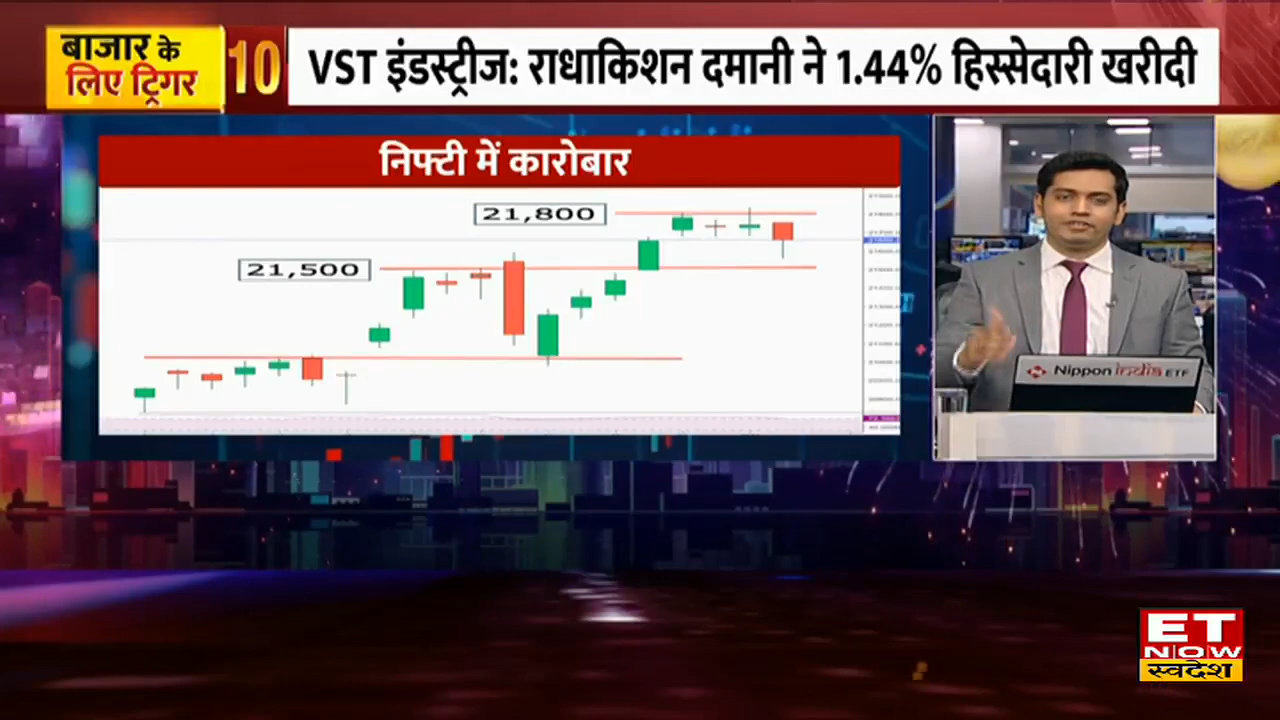 बाजार के
लिए ट्रिगर
10
VST इंडस्ट्रीज: राधाकिशन दमानी ने 1.44% हिस्सेदारी खरीदी
निफ्टी में कारोबार
21,800
21,500
Nippon india ETF
ET
NOW
स्वदेश